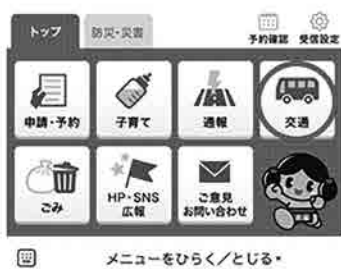 トップ
防災・災害
予約確認
受信設定
申請・予約
子育て
通報
交通
ごみ
HP・SNS
広報
ご意見
お問い合わせ
メニューをひらく／とじる▾